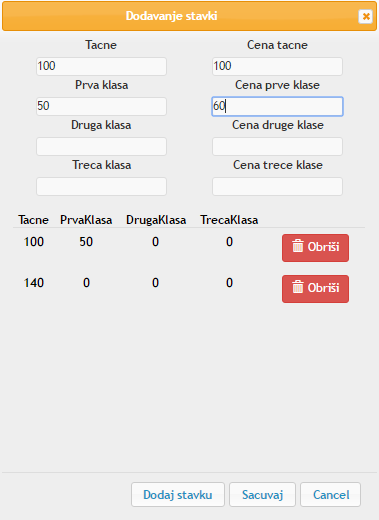 Dodavanje stavki
Tacne Cena tacne
100 100
Prva klasa Cena prve klase
50 60
Druga klasa Cena druge klase
Treca klasa Cena trece klase
Tacne PrvaKlasa DrugaKlasa TrecaKlasa
100 50 0 0 Obriši
140 0 0 0 Obriši
Dodaj stavku Sacuvaj Cancel